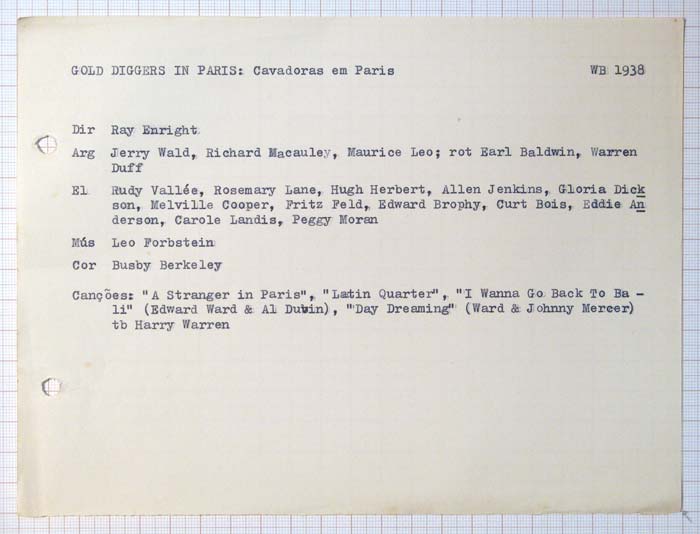 GOLD DIGGERS IN PARIS: Cavadoras em Paris WB 1938
Dir Ray Enright
Arg Jerry Wald, Richard Macauley, Maurice Leo; rot Earl Baldwin, Warren
Duff
El Rudy Vallée, Rosemary Lane, Hugh Herbert, Allen Jenkins, Gloria Dick
son, Melville Cooper, Fritz Feld, Edward Brophy, Curt Bois, Eddie An
derson, Carole Landis, Peggy Moran
Mús Leo Forbstein
Cor Busby Berkeley
Canções: "A Stranger in Paris", "Latin Quarter", "I Wanna Go Back To Ba -
li" (Edward Ward & Al Dubin), "Day Dreaming" (Ward & Johnny Mercer)
tb Harry Warren